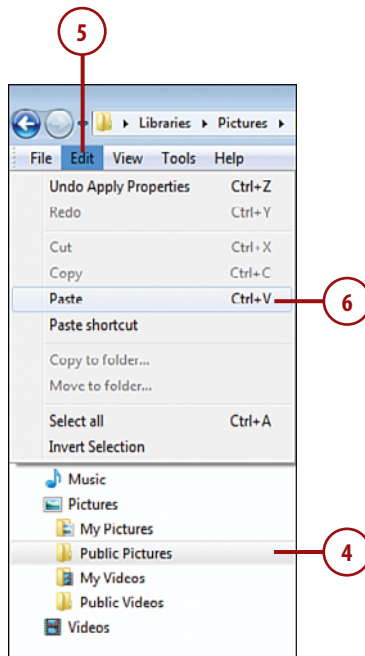 5
Libraries Pictures
File Edit View Tools Help
Undo Apply Properties Ctrl+Z
Redo Ctrl+Y
Cut Ctrl+X
Copy Ctrl+C
Paste Ctrl+V
6
Paste shortcut
Copy to folder...
Move to folder...
Select all Ctrl+A
Invert Selection
Music
Pictures
My Pictures
Public Pictures
4
My Videos
Public Videos
Videos